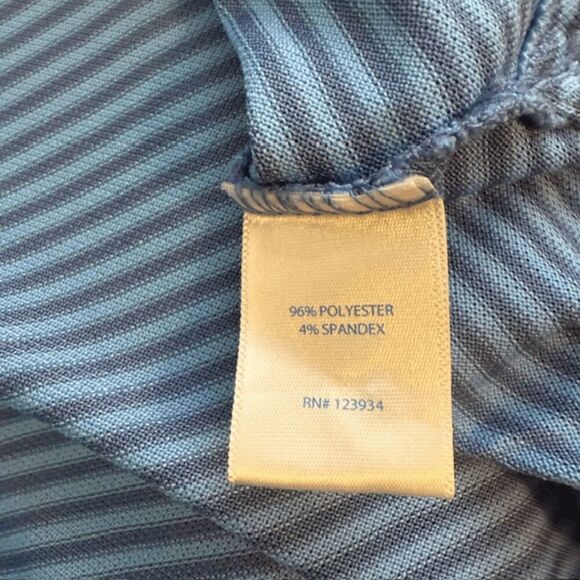 96% POLYESTER
4% SPANDEX
RN# 123934